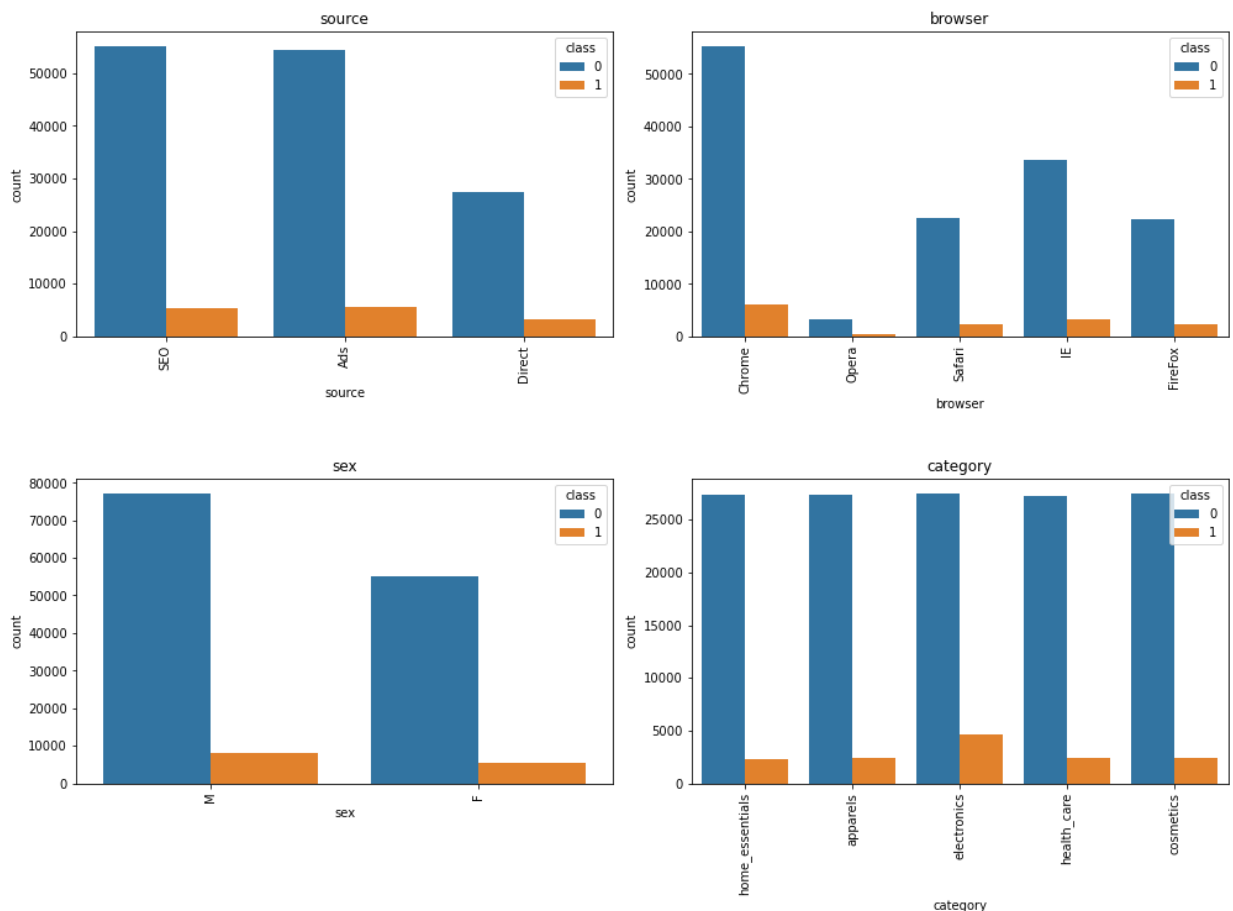 source
class
0
1
50000
40000
30000
20000
10000
0
count
SEO
Ads
Direct
source
browser
class
0
1
50000
40000
30000
20000
10000
0
count
Chrome
Opera
Safari
IE
FireFox
browser
sex
class
0
1
80000
70000
60000
50000
40000
30000
20000
10000
0
count
M
F
sex
category
class
0
1
25000
20000
15000
10000
5000
0
count
home_essentials
apparels
electronics
health_care
cosmetics
category